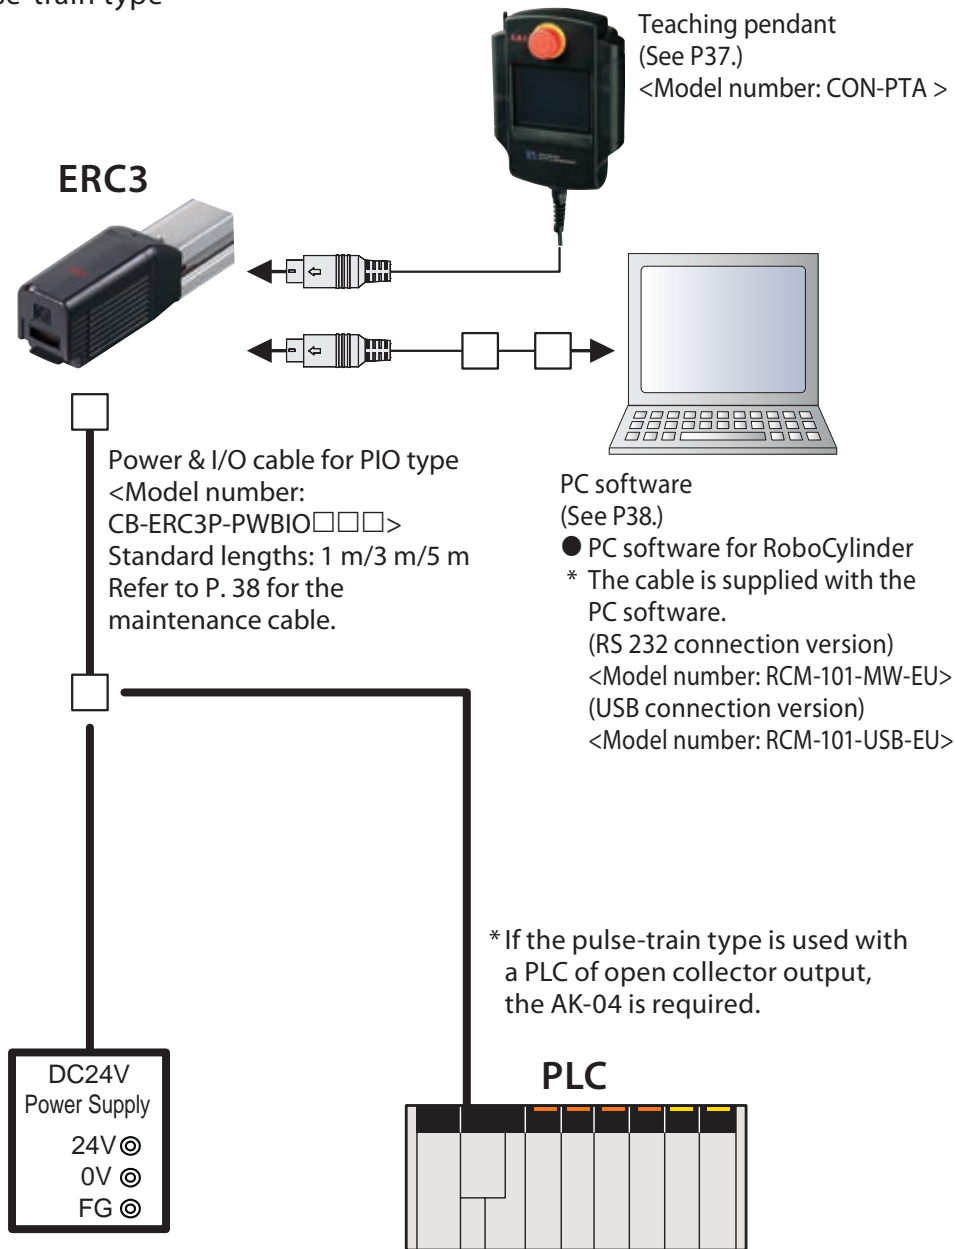 se-train type
Teaching pendant
(See P37.)
<Model number: CON-PTA >
ERC3
Power & I/O cable for PIO type
<Model number:
CB-ERC3P-PWBIO□□□>
Standard lengths: 1 m/3 m/5 m
Refer to P. 38 for the
maintenance cable.
PC software
(See P38.)
● PC software for RoboCylinder
* The cable is supplied with the
PC software.
(RS 232 connection version)
<Model number: RCM-101-MW-EU>
(USB connection version)
<Model number: RCM-101-USB-EU>
* If the pulse-train type is used with
a PLC of open collector output,
the AK-04 is required.
DC24V
Power Supply
24V
0V
FG
PLC